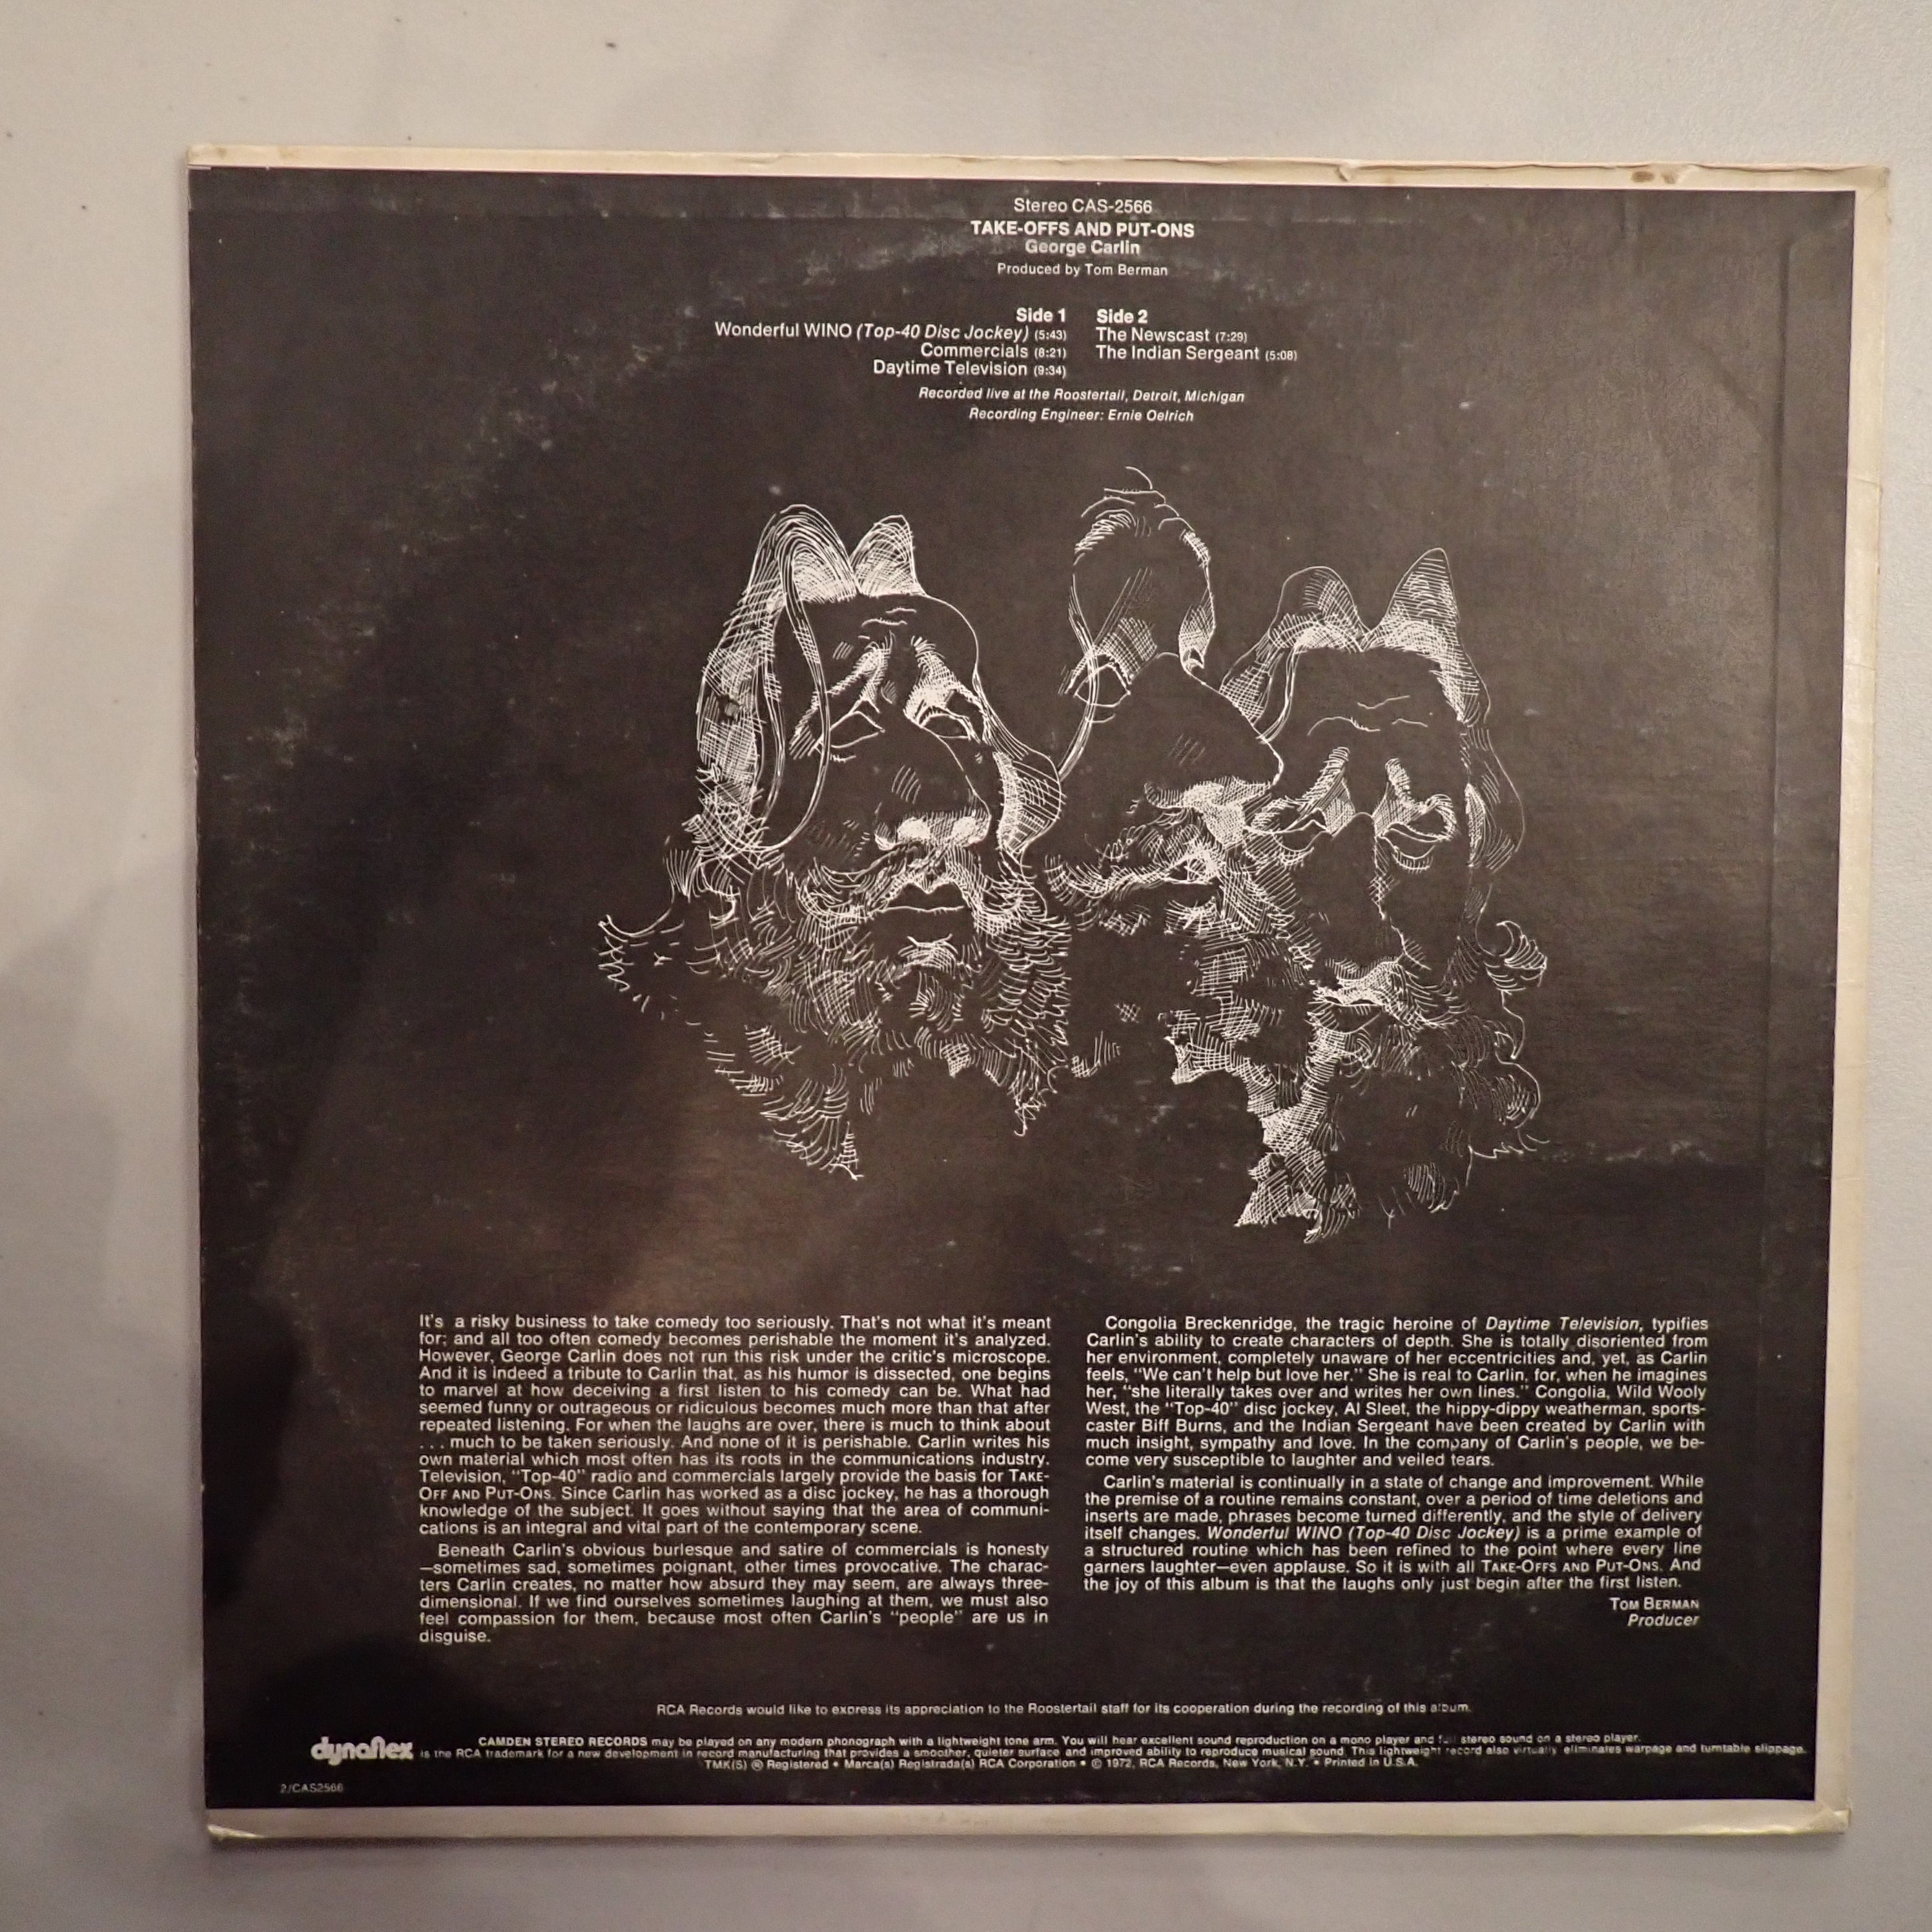 Stereo CAS-2566
TAKE-OFFS AND PUT-ONS
George Carlin
Produced by Tom Berman
Side 1
Wonderful WINO (Top-40 Disc Jockey) (5:43)
Commercials (8:21)
Daytime Television (9:34)
Side 2
The Newscast (7:29)
The Indian Sergeant (5:08)
Recorded live at the Roostertail, Detroit, Michigan
Recording Engineer: Ernie Oelrich
It's a risky business to take comedy too seriously. That's not what it's meant
for; and all too often comedy becomes perishable the moment it's analyzed.
However, George Carlin does not run this risk under the critic's microscope.
And it is indeed a tribute to Carlin that, as his humor is dissected, one begins
to marvel at how deceiving a first listen to his comedy can be. What had
seemed funny or outrageous or ridiculous becomes much more than that after
repeated listening. For when the laughs are over, there is much to think about
. . . much to be taken seriously. And none of it is perishable. Carlin writes his
own material which most often has its roots in the communications industry.
Television, "Top-40" radio and commercials largely provide the basis for TAKE-
OFF AND PUT-ONS. Since Carlin has worked as a disc jockey, he has a thorough
knowledge of the subject. It goes without saying that the area of communi-
cations is an integral and vital part of the contemporary scene.
Beneath Carlin's obvious burlesque and satire of commercials is honesty
—sometimes sad, sometimes poignant, other times provocative. The charac-
ters Carlin creates, no matter how absurd they may seem, are always three-
dimensional. If we find ourselves sometimes laughing at them, we must also
feel compassion for them, because most often Carlin's "people" are us in
disguise.
Congolia Breckenridge, the tragic heroine of Daytime Television, typifies
Carlin's ability to create characters of depth. She is totally disoriented from
her environment, completely unaware of her eccentricities and, yet, as Carlin
feels, "We can't help but love her." She is real to Carlin, for, when he imagines
her, "she literally takes over and writes her own lines." Congolia, Wild Wooly
West, the "Top-40" disc jockey, Al Sleet, the hippy-dippy weatherman, sports-
caster Biff Burns, and the Indian Sergeant have been created by Carlin with
much insight, sympathy and love. In the company of Carlin's people, we be-
come very susceptible to laughter and veiled tears.
Carlin's material is continually in a state of change and improvement. While
the premise of a routine remains constant, over a period of time deletions and
inserts are made, phrases become turned differently, and the style of delivery
itself changes. Wonderful WINO (Top-40 Disc Jockey) is a prime example of
a structured routine which has been refined to the point where every line
garners laughter—even applause. So it is with all TAKE-OFFS AND PUT-ONS. And
the joy of this album is that the laughs only just begin after the first listen.
TOM BERMAN
Producer
RCA Records would like to express its appreciation to the Roostertail staff for its cooperation during the recording of this album.
CAMDEN STEREO RECORDS may be played on any modern phonograph with a lightweight tone arm. You will hear excellent sound reproduction on a mono player and full stereo sound on a stereo player.
dynaflex is the RCA trademark for a new development in record manufacturing that provides a smoother, quieter surface and improved ability to reproduce musical sound. This lightweight record also virtually eliminates warpage and turntable slippage.
TMK(S) ® Registered • Marca(s) Registrada(s) RCA Corporation • © 1972, RCA Records, New York, N.Y. • Printed in U.S.A.
2/CAS2566